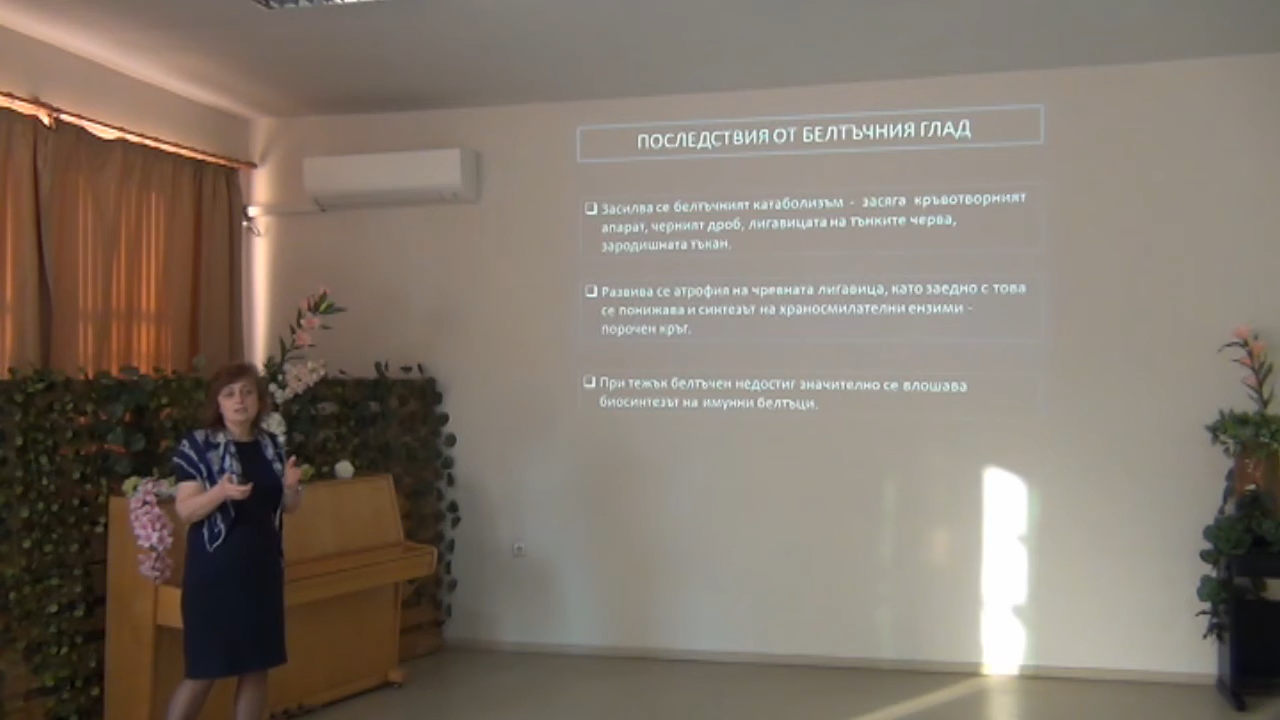 ПОСЛЕДСТВИЯ ОТ БЕЛТЪЧНИЯ ГЛАД
❑ Засилва се белтъчният катаболизъм - засяга кръвотворният
апарат, черният дроб, лигавицата на тънките черва,
зародишната тъкан.
❑ Развива се атрофия на чревната лигавица, като заедно с това
се понижава и синтезът на храносмилателни ензими -
порочен кръг.
❑ При тежък белтъчен недостиг значително се влошава
биосинтезът на имунни белтъци.